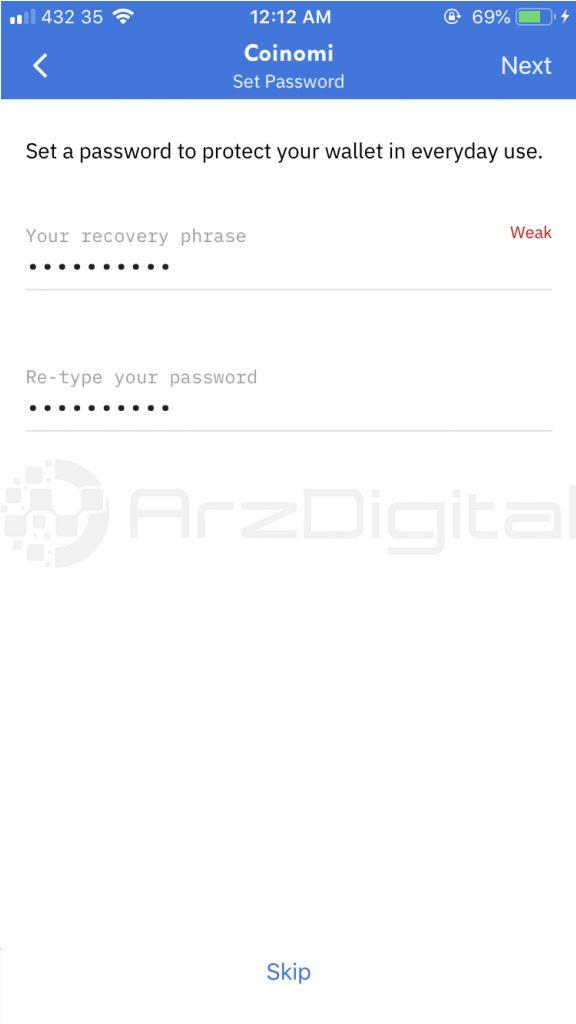 432 35 12:12 AM 69%
Coinomi
Set Password
Next
Set a password to protect your wallet in everyday use.
Your recovery phrase Weak
••••••••••
Re-type your password
••••••••••
ArzDigital
Skip